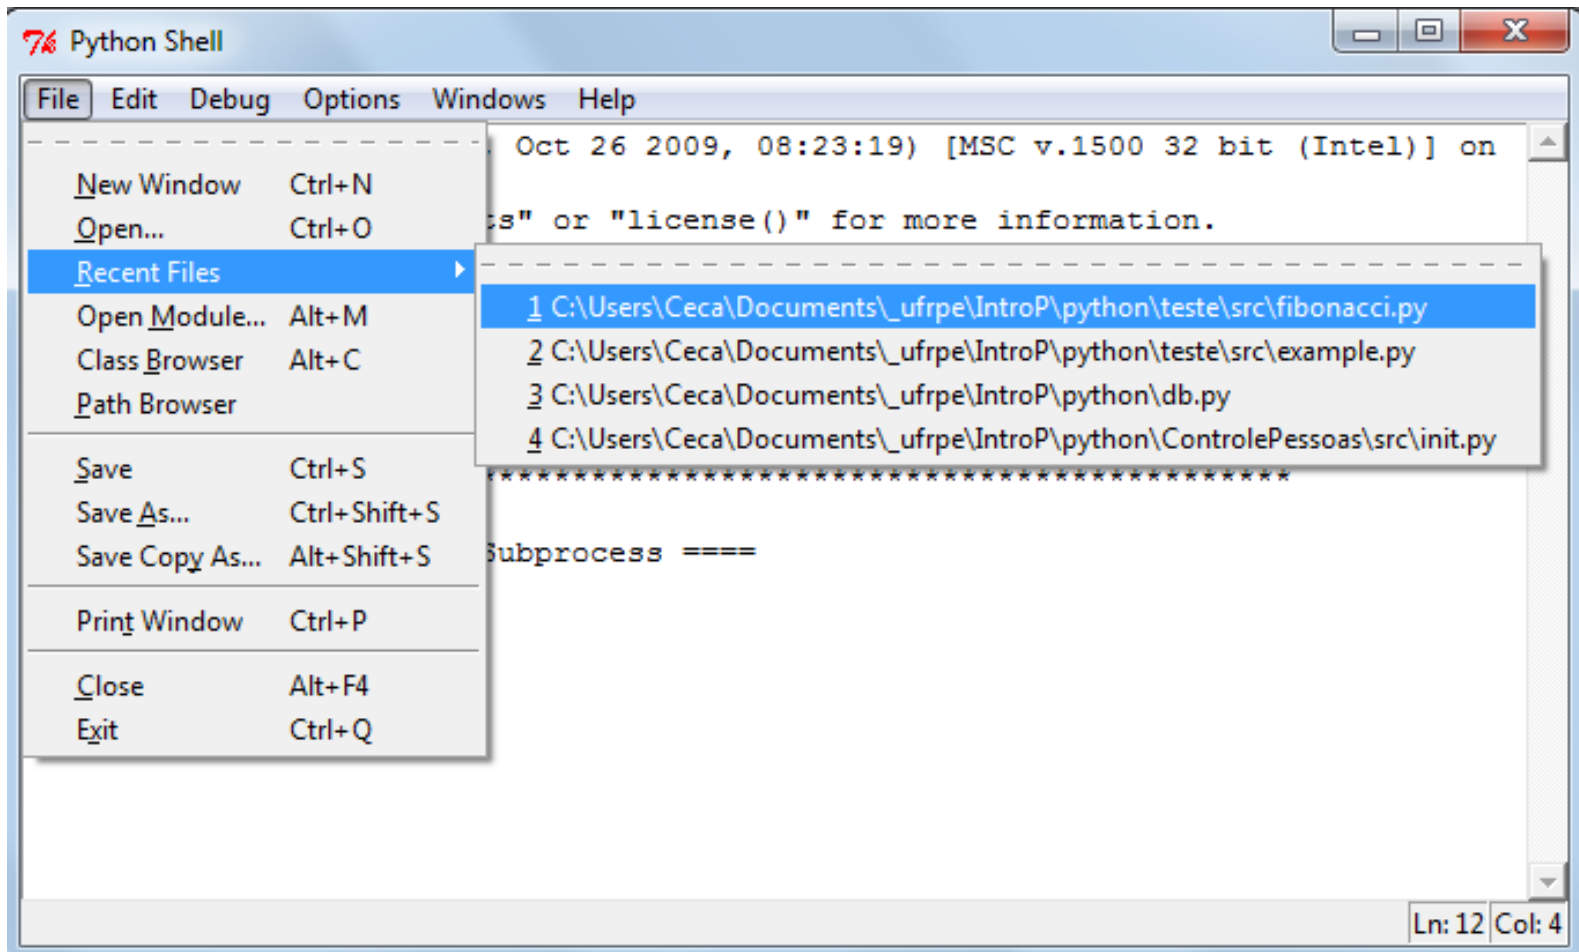 Python Shell
File Edit Debug Options Windows Help
Oct 26 2009, 08:23:19) [MSC v.1500 32 bit (Intel)] on
New Window Ctrl+N
Open... Ctrl+O
s" or "license()" for more information.
Recent Files
1 C:\Users\Ceca\Documents\_ufrpe\IntroP\python\teste\src\fibonacci.py
Open Module... Alt+M
2 C:\Users\Ceca\Documents\_ufrpe\IntroP\python\teste\src\example.py
Class Browser Alt+C
3 C:\Users\Ceca\Documents\_ufrpe\IntroP\python\db.py
Path Browser
4 C:\Users\Ceca\Documents\_ufrpe\IntroP\python\ControlePessoas\src\init.py
Save Ctrl+S
Save As... Ctrl+Shift+S
Save Copy As... Alt+Shift+S
Subprocess ====
Print Window Ctrl+P
Close Alt+F4
Exit Ctrl+Q
Ln: 12 Col: 4